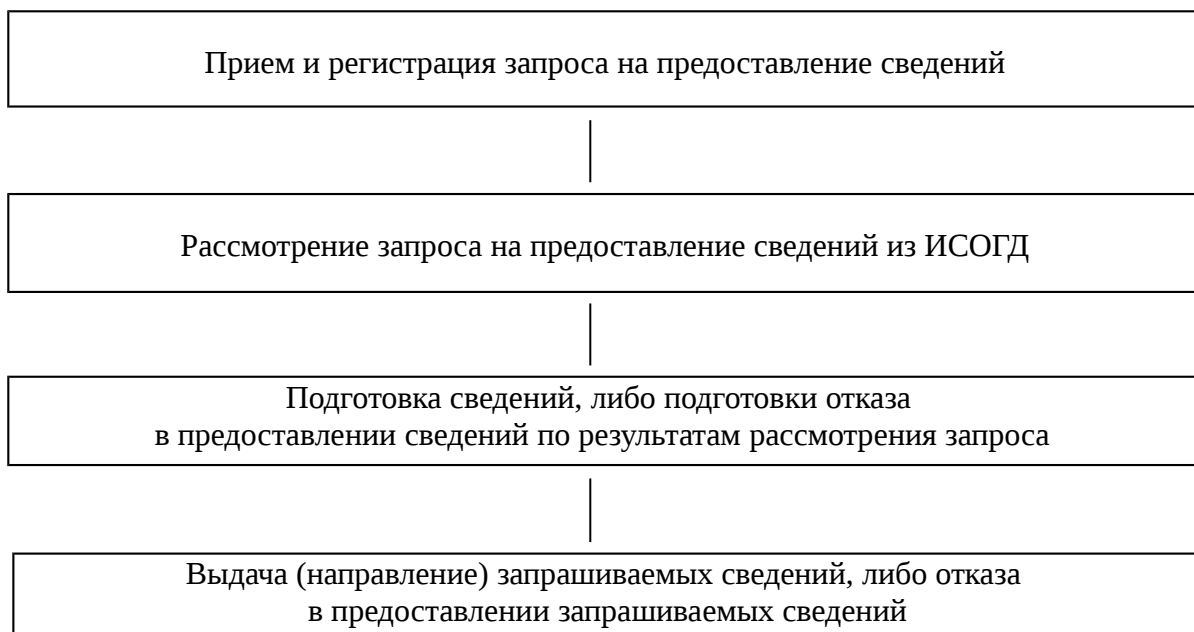 Прием и регистрация запроса на предоставление сведений
Рассмотрение запроса на предоставление сведений из ИСОГД
Подготовка сведений, либо подготовки отказа
в предоставлении сведений по результатам рассмотрения запроса
Выдача (направление) запрашиваемых сведений, либо отказа
в предоставлении запрашиваемых сведений